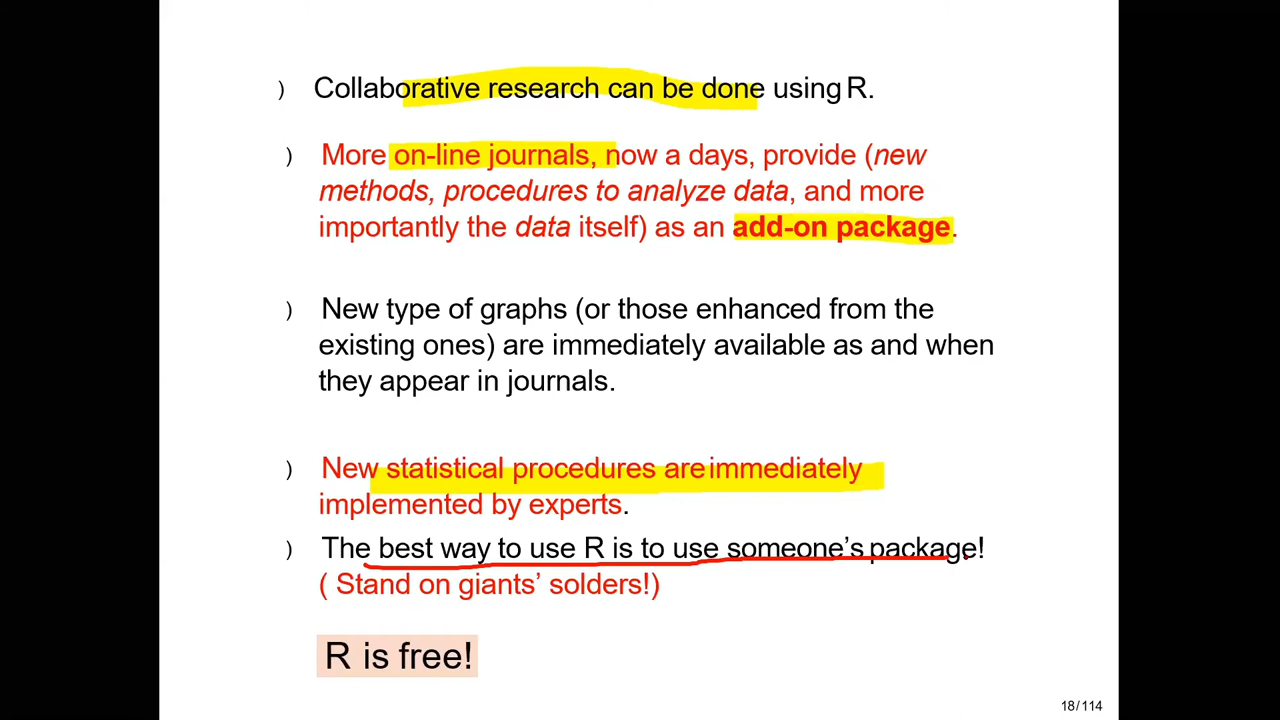 ) Collaborative research can be done using R.
) More on-line journals, now a days, provide (new
methods, procedures to analyze data, and more
importantly the data itself) as an add-on package.
) New type of graphs (or those enhanced from the
existing ones) are immediately available as and when
they appear in journals.
) New statistical procedures are immediately
implemented by experts.
) The best way to use R is to use someone’s package!
( Stand on giants’ solders!)
R is free!
18/114